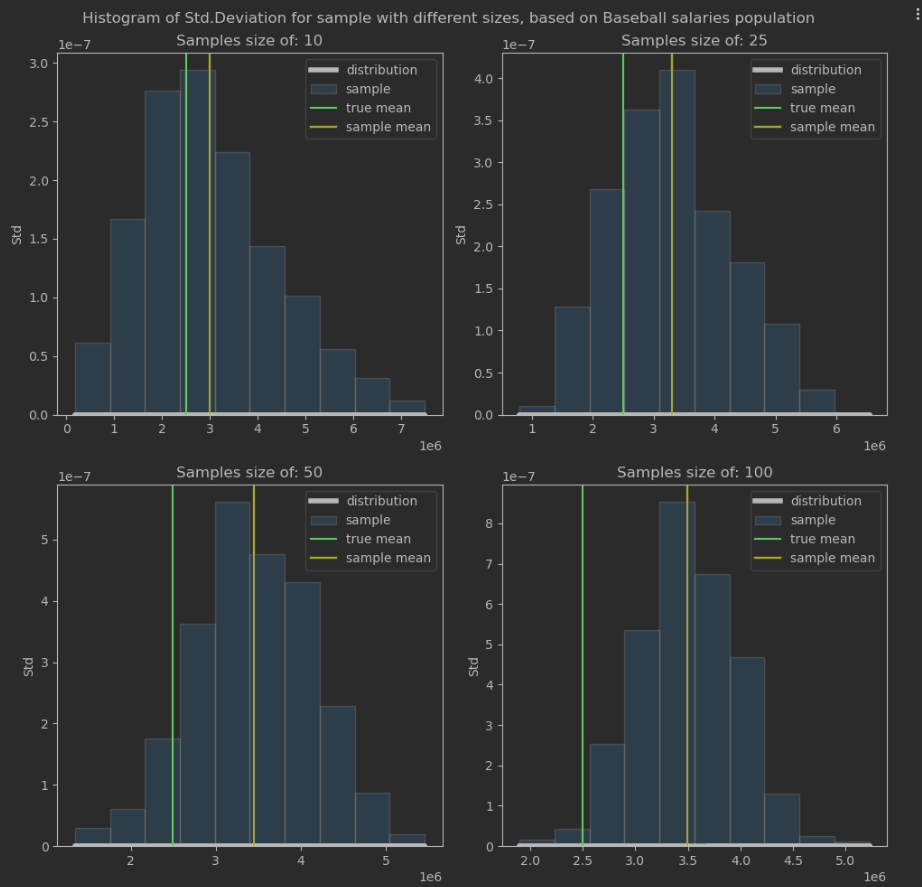 Histogram of Std.Deviation for sample with different sizes, based on Baseball salaries population
Samples size of: 10
1e−7
3.0
2.5
2.0
1.5
1.0
0.5
0.0
Std
0 1 2 3 4 5 6 7
1e6
distribution
sample
true mean
sample mean
Samples size of: 25
1e−7
4.0
3.5
3.0
2.5
2.0
1.5
1.0
0.5
0.0
Std
1 2 3 4 5 6
1e6
distribution
sample
true mean
sample mean
Samples size of: 50
1e−7
5
4
3
2
1
0
Std
2 3 4 5
1e6
distribution
sample
true mean
sample mean
Samples size of: 100
1e−7
8
7
6
5
4
3
2
1
0
Std
2.0 2.5 3.0 3.5 4.0 4.5 5.0
1e6
distribution
sample
true mean
sample mean